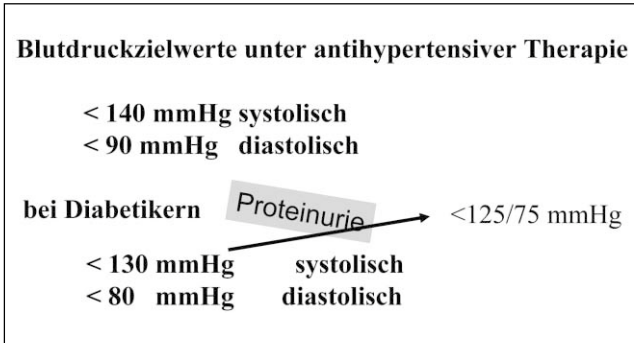 Blutdruckzielwerte unter antihypertensiver Therapie
< 140 mmHg systolisch
< 90 mmHg diastolisch
bei Diabetikern
Proteinurie
<125/75 mmHg
< 130 mmHg systolisch
< 80 mmHg diastolisch